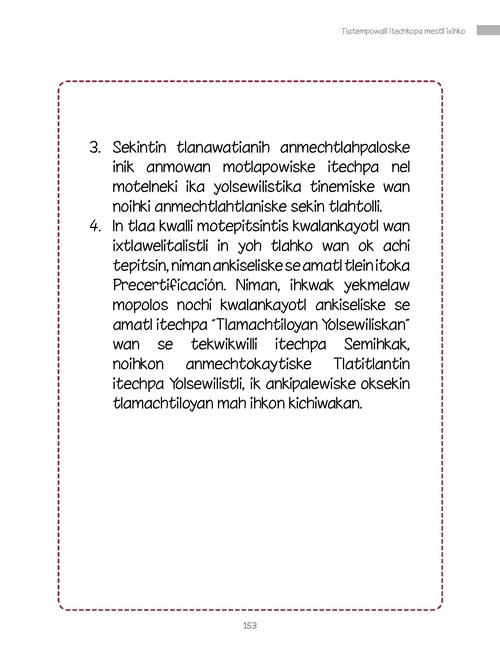 Tlatempowalli itechkopa mestli ixihko
3. Sekintin tlanawatianih anmechtlahpaloske
inik anmowan motlapowiske itechpa nel
motelneki ika yolsewilistika tinemiske wan
noihki anmechtlahtlaniske sekin tlahtolli.
4. In tlaa kwalli motepitsintis kwalankayotl wan
ixtlawelitalistli in yoh tlahko wan ok achi
tepitsin, niman ankiseliske se amatl tlein itoka
Precertificación. Niman, ihkwak yekmelaw
mopolos nochi kwalankayotl ankiseliske se
amatl itechpa “Tlamachtiloyan Yolsewiliskan”
wan se tekwikwilli itechpa Semihkak,
noihkon anmechtokaytiske Tlatitlantin
itechpa Yolsewilistli, ik ankipalewiske oksekin
tlamachtiloyan mah ihkon kichiwakan.
153